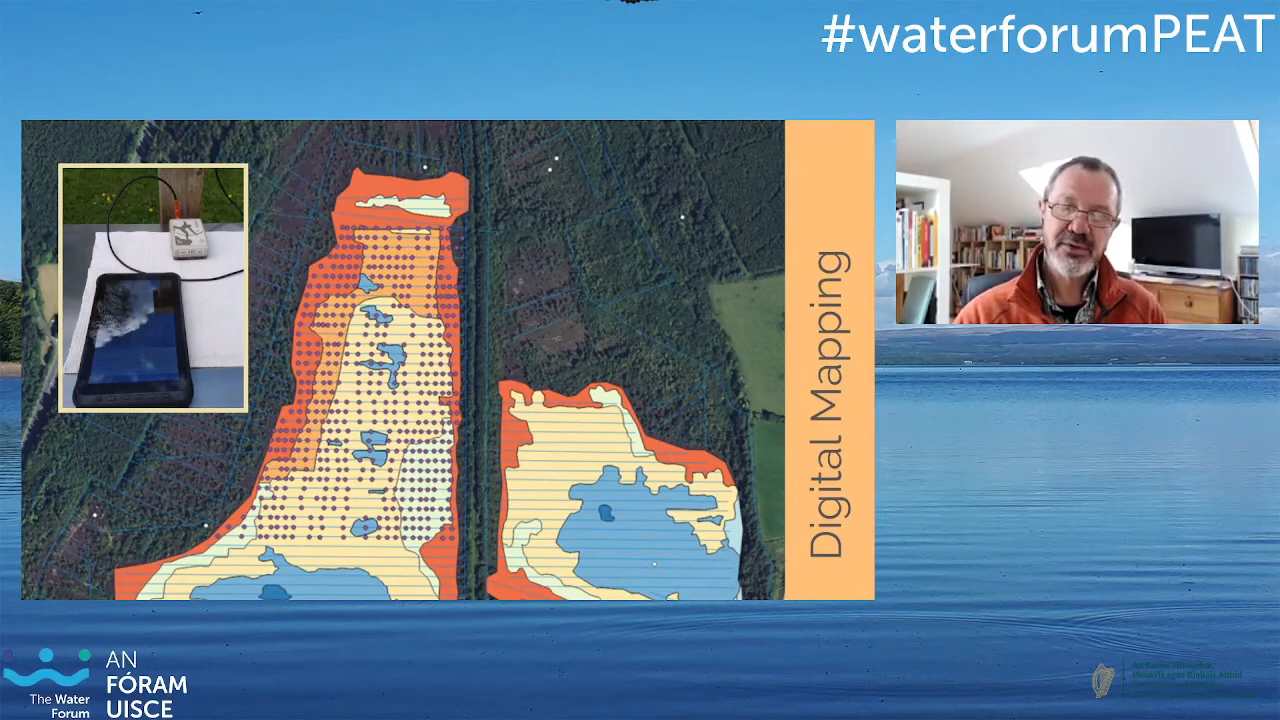 #waterforumPEAT
Digital Mapping
The Water
Forum
AN
FÓRAM
UISCE